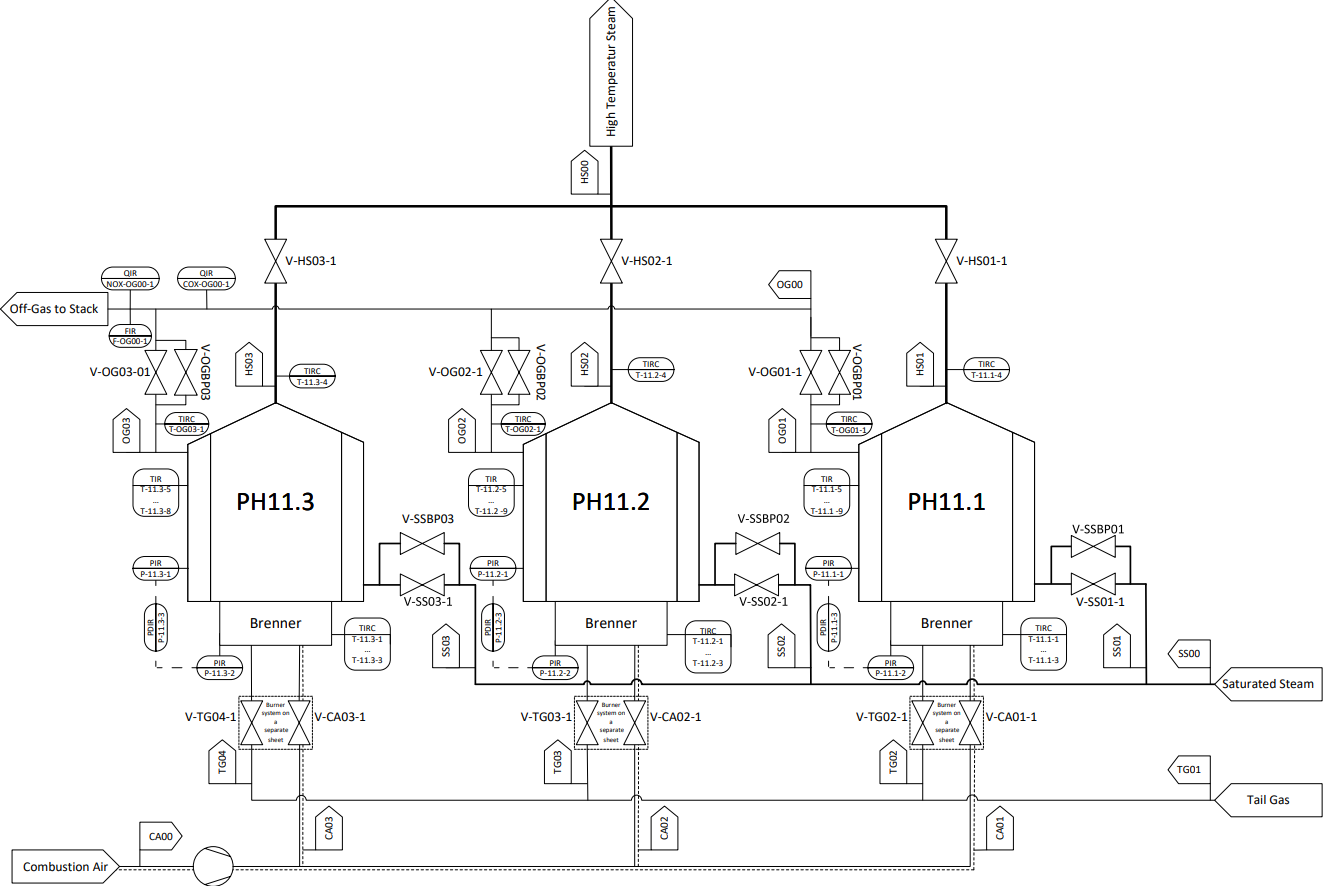 High Temperatur Steam
HS00
V-HS03-1
V-HS02-1
V-HS01-1
QIR
NOX-OG00-1
QIR
COX-OG00-1
OG00
Off-Gas to Stack
FIR
F-OG00-1
V-OG03-01
V-OGBP03
HS03
TIRC
T-11.3-4
V-OG02-1
V-OGBP02
HS02
TIRC
T-11.2-4
V-OG01-1
V-OGBP01
HS01
TIRC
T-11.1-4
OG03
TIRC
T-OG03-1
OG02
TIRC
T-OG02-1
OG01
TIRC
T-OG01-1
TIR
T-11.3-5
...
T-11.3-8
PH11.3
TIR
T-11.2-5
...
T-11.2 -9
PH11.2
TIR
T-11.1-5
...
T-11.1 -9
PH11.1
V-SSBP03
V-SSBP02
V-SSBP01
PIR
P-11.3-1
PIR
P-11.2-1
PIR
P-11.1-1
V-SS03-1
V-SS02-1
V-SS01-1
PDIR
P-11.3-3
Brenner
TIRC
T-11.3-1
...
T-11.3-3
PDIR
P-11.2-3
Brenner
TIRC
T-11.2-1
...
T-11.2-3
PDIR
P-11.1-3
Brenner
TIRC
T-11.1-1
...
T-11.1-3
SS03
SS02
SS01
SS00
PIR
P-11.3-2
PIR
P-11.2-2
PIR
P-11.1-2
Saturated Steam
V-TG04-1
Burner
system on
a
separate
sheet
V-CA03-1
V-TG03-1
Burner
system on
a
separate
sheet
V-CA02-1
V-TG02-1
Burner
system on
a
separate
sheet
V-CA01-1
TG04
TG03
TG02
TG01
Tail Gas
CA03
CA02
CA01
CA00
Combustion Air